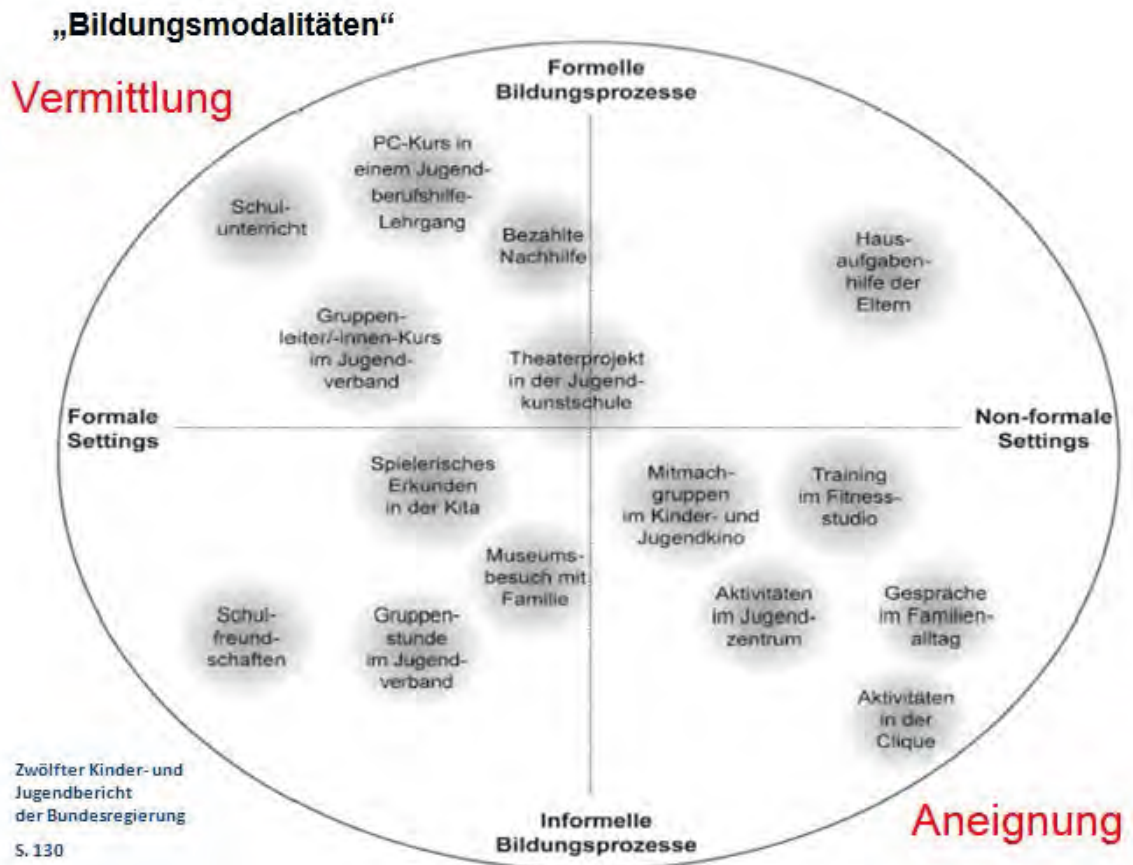 „Bildungsmodalitäten“
Vermittlung
Formelle
Bildungsprozesse
PC-Kurs in
einem Jugend-
berufshilfe-
Lehrgang
Schul-
unterricht
Bezahlte
Nachhilfe
Haus-
aufgaben-
hilfe der
Eltern
Gruppen-
leiter/-innen-Kurs
im Jugend-
verband
Theaterprojekt
in der Jugend-
kunstschule
Formale
Settings
Non-formale
Settings
Spielerisches
Erkunden
in der Kita
Mitmach-
gruppen
im Kinder- und
Jugendkino
Training
im Fitness-
studio
Museums-
besuch mit
Familie
Schul-
freund-
schaften
Gruppen-
stunde
im Jugend-
verband
Aktivitäten
im Jugend-
zentrum
Gespräche
im Familien-
alltag
Aktivitäten
in der
Clique
Zwölfter Kinder- und
Jugendbericht
der Bundesregierung
S. 130
Informelle
Bildungsprozesse
Aneignung